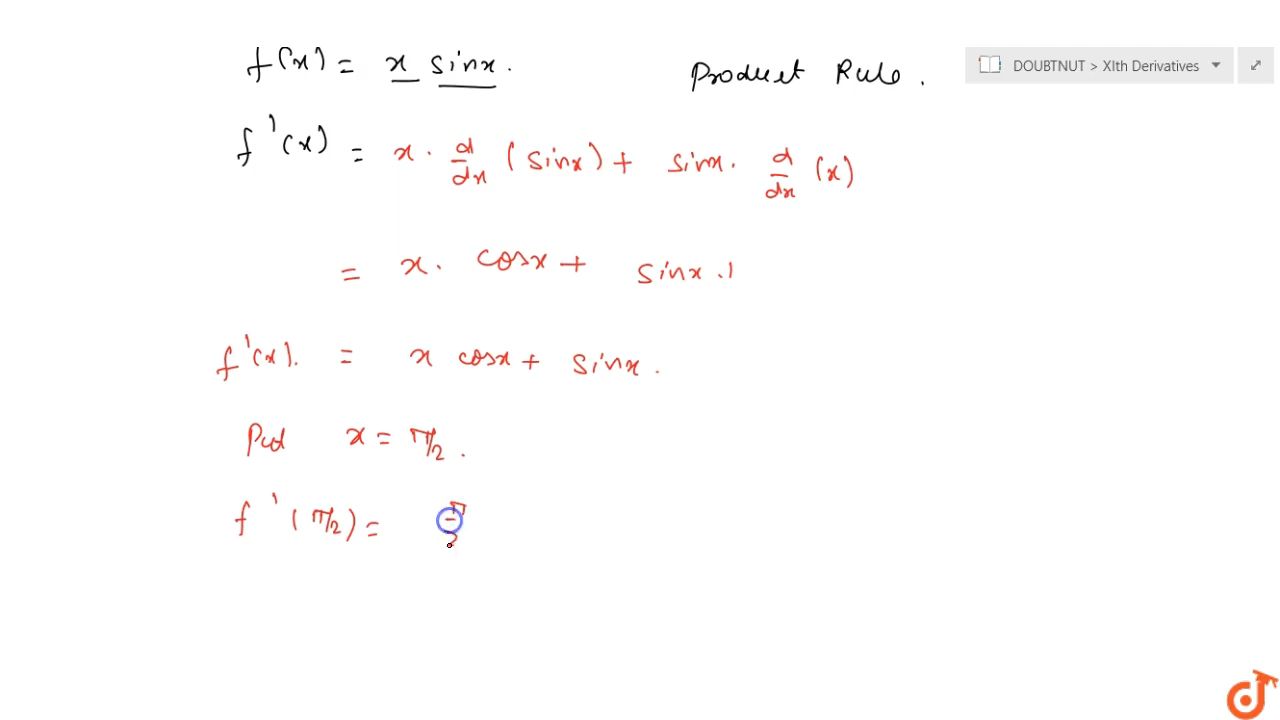 f(x) = x sinx. Product Rule.
DOUBTNUT > XIth Derivatives
f'(x) = x · d/dx (sinx) + sinx · d/dx (x)
= x · cosx + sinx .1
f'(x). = x cosx + sinx.
Put x = π/2.
f'(π/2) = π